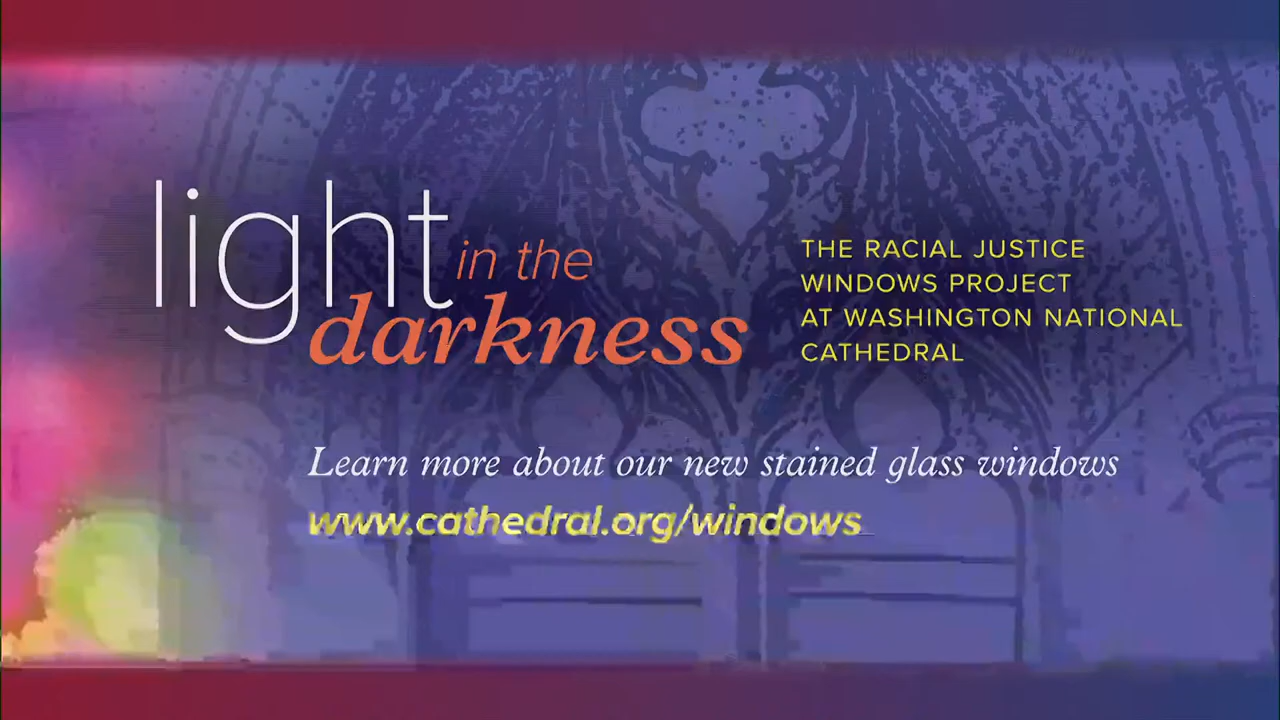 light in the
darkness
THE RACIAL JUSTICE
WINDOWS PROJECT
AT WASHINGTON NATIONAL
CATHEDRAL
Learn more about our new stained glass windows
www.cathedral.org/windows